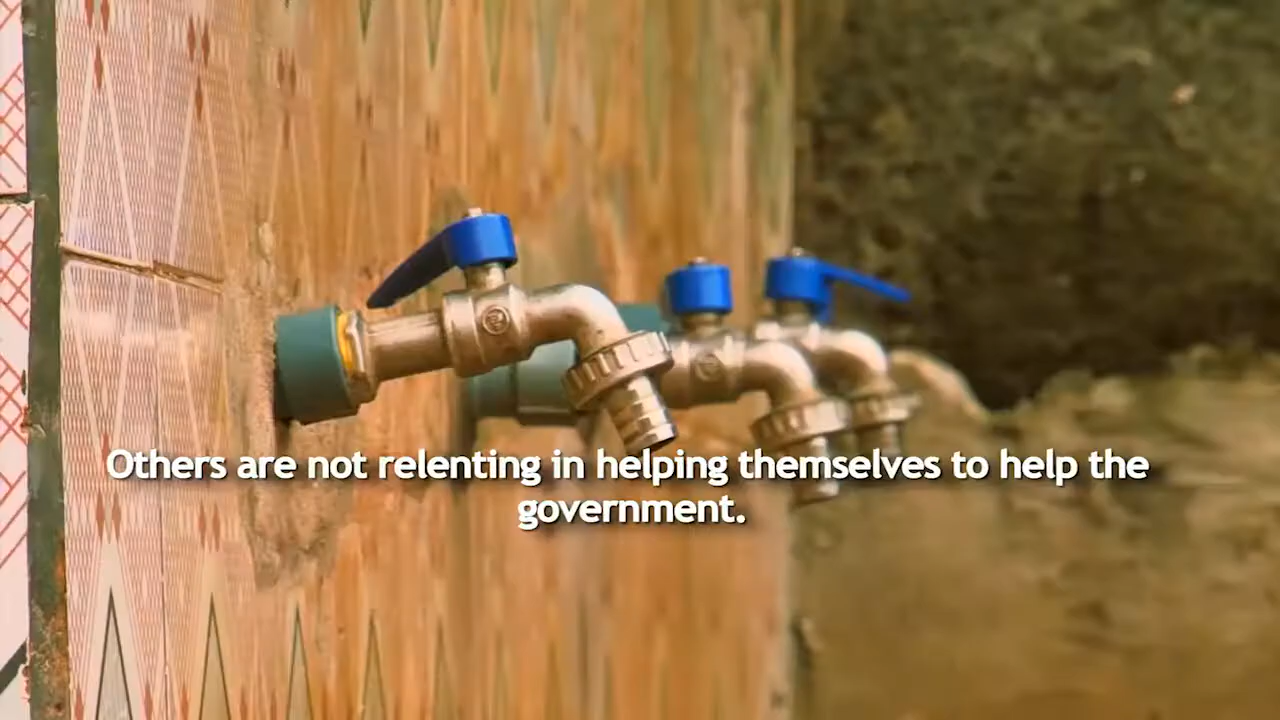 Others are not relenting in helping themselves to help the
government.